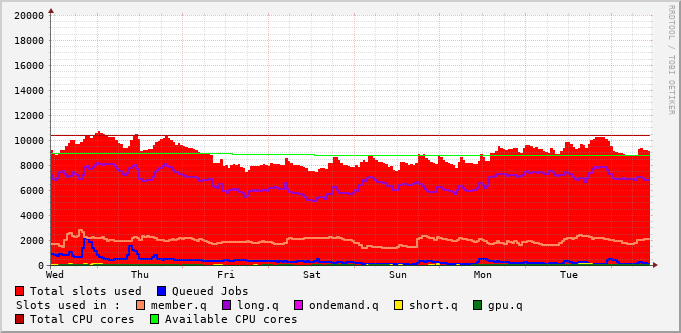 RRDTOOL / TOBI OETIKER
20000
18000
16000
14000
12000
10000
8000
6000
4000
2000
0
Wed Thu Fri Sat Sun Mon Tue
Total slots used Queued Jobs
Slots used in : member.q long.q ondemand.q short.q gpu.q
Total CPU cores Available CPU cores